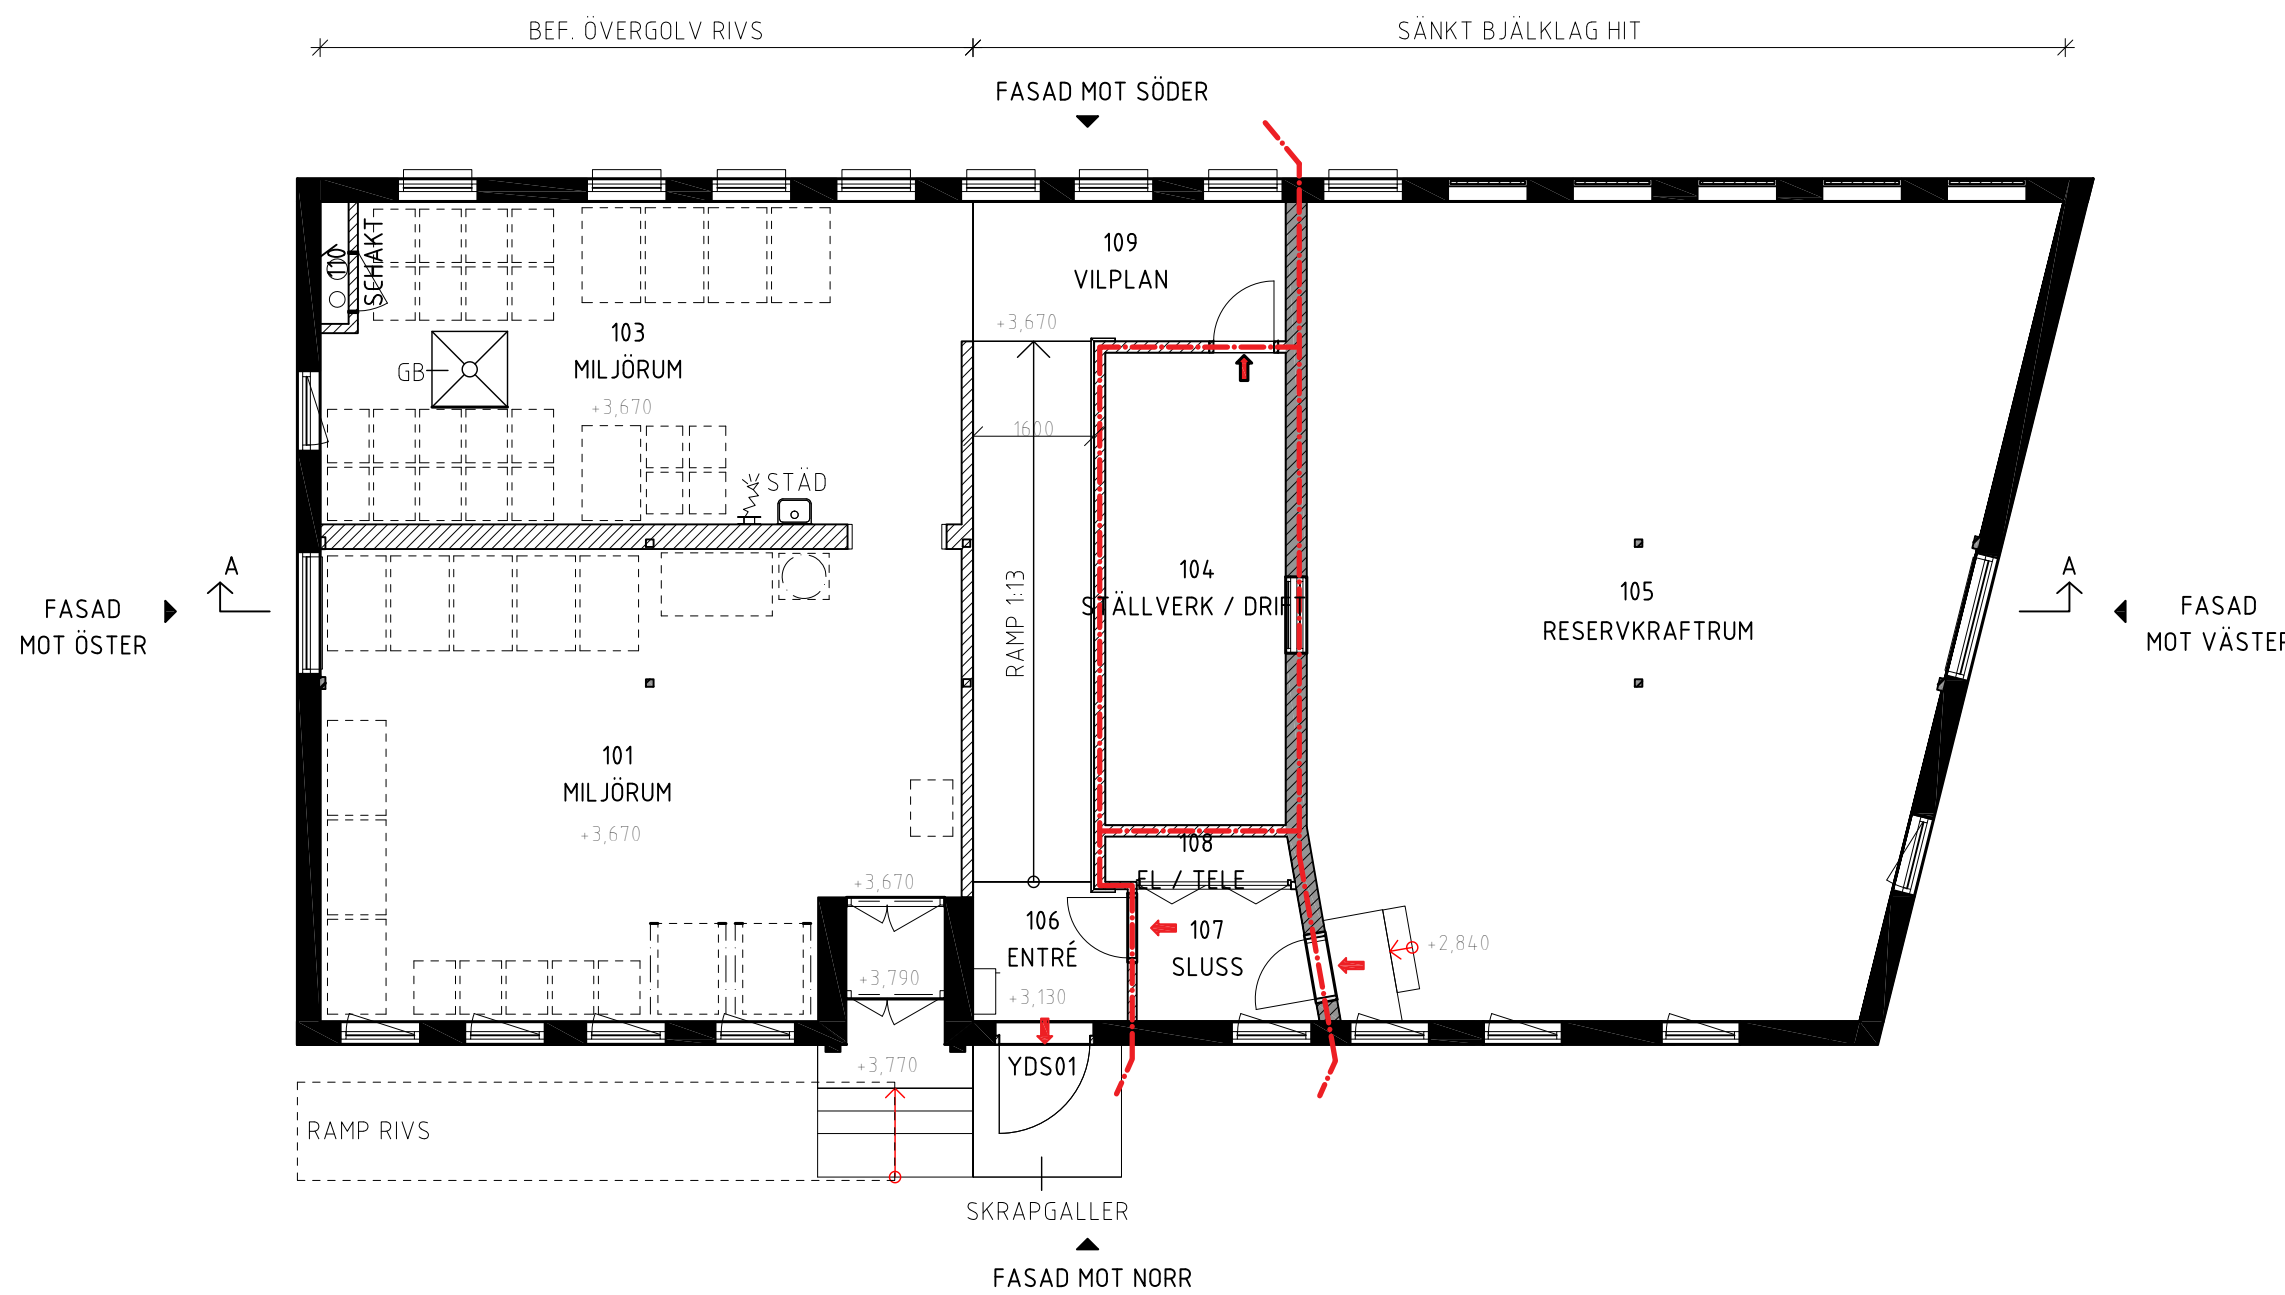 BEF. ÖVERGOLV RIVS
SÄNKT BJÄLKLAG HIT
FASAD MOT SÖDER
110
SCHAKT
109
VILPLAN
+3,670
103
MILJÖRUM
+3,670
GB
1600
STÄD
A
FASAD
MOT ÖSTER
RAMP 1:13
104
STÄLLVERK / DRIFT
105
RESERVKRAFTRUM
A
FASAD
MOT VÄSTER
101
MILJÖRUM
+3,670
108
EL / TELE
+3,670
106
ENTRÉ
107
SLUSS
+2,840
+3,790
+3,130
+3,770
YDS01
RAMP RIVS
SKRAPGALLER
FASAD MOT NORR